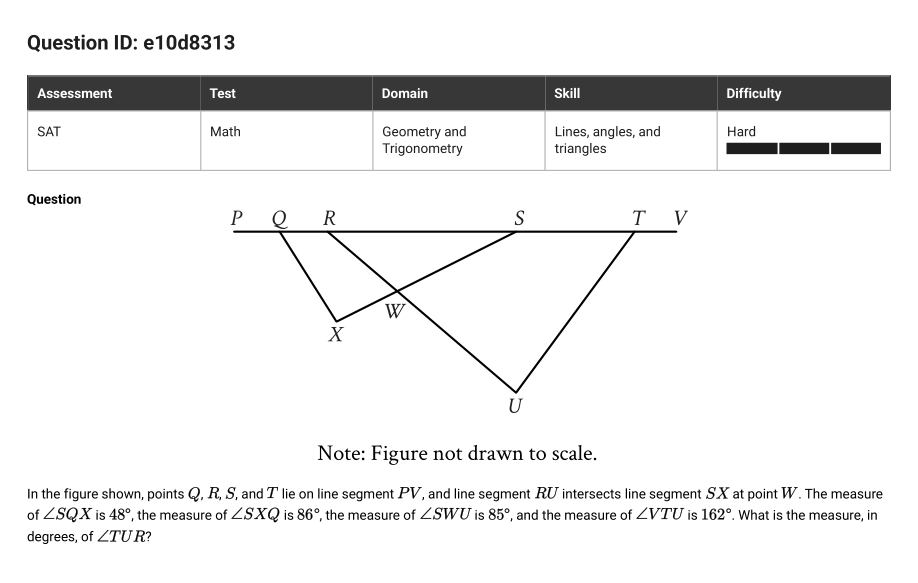 Question ID: e10d8313
Assessment Test Domain Skill Difficulty
SAT Math Geometry and Trigonometry Lines, angles, and triangles Hard
Question
P Q R S T V
W
X
U
Note: Figure not drawn to scale.
In the figure shown, points Q, R, S, and T lie on line segment PV, and line segment RU intersects line segment SX at point W. The measure
of ∠SQX is 48°, the measure of ∠SXQ is 86°, the measure of ∠SWU is 85°, and the measure of ∠VTU is 162°. What is the measure, in
degrees, of ∠TUR?